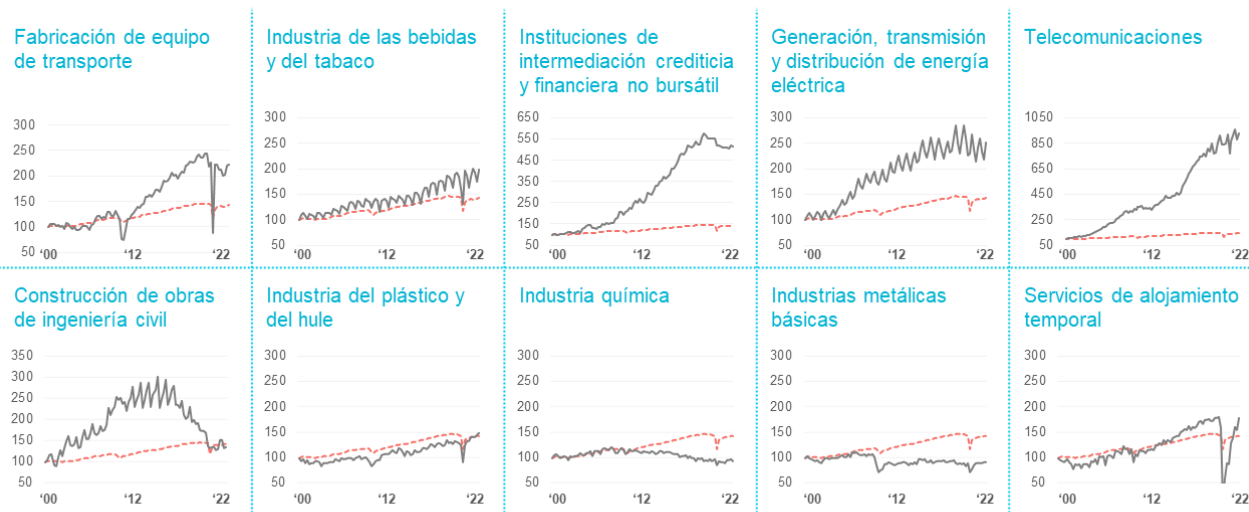 Fabricación de equipo
de transporte
300
250
200
150
100
50
‘00 ‘12 ‘22
Industria de las bebidas
y del tabaco
300
250
200
150
100
50
‘00 ‘12 ‘22
Instituciones de
intermediación crediticia
y financiera no bursátil
650
550
450
350
250
150
50
‘00 ‘12 ‘22
Generación, transmisión
y distribución de energía
eléctrica
300
250
200
150
100
50
‘00 ‘12 ‘22
Telecomunicaciones
1050
850
650
450
250
50
‘00 ‘12 ‘22
Construcción de obras
de ingeniería civil
350
300
250
200
150
100
50
‘00 ‘12 ‘22
Industria del plástico y
del hule
300
250
200
150
100
50
‘00 ‘12 ‘22
Industria química
300
250
200
150
100
50
‘00 ‘12 ‘22
Industrias metálicas
básicas
300
250
200
150
100
50
‘00 ‘12 ‘22
Servicios de alojamiento
temporal
300
250
200
150
100
50
‘00 ‘12 ‘22